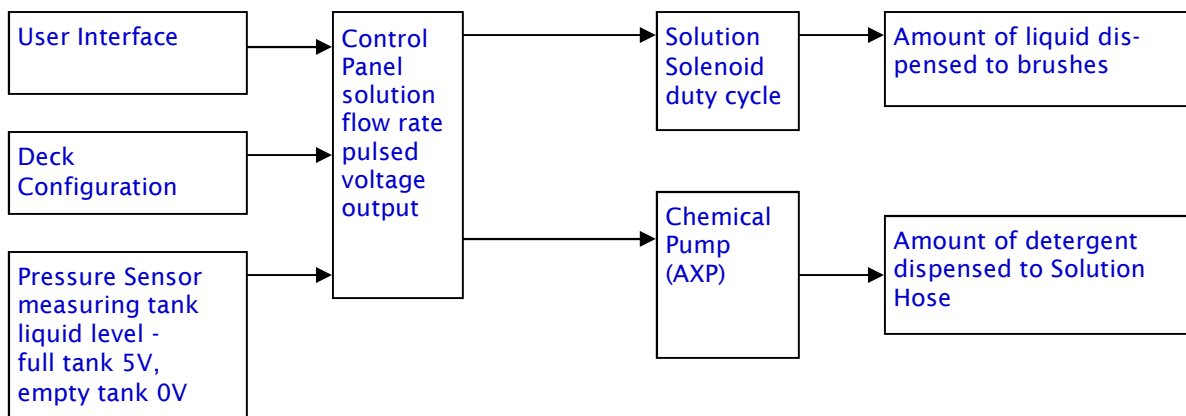 User Interface
Deck
Configuration
Pressure Sensor
measuring tank
liquid level -
full tank 5V,
empty tank 0V
Control
Panel
solution
flow rate
pulsed
voltage
output
Solution
Solenoid
duty cycle
Chemical
Pump
(AXP)
Amount of liquid dis-
pensed to brushes
Amount of detergent
dispensed to Solution
Hose